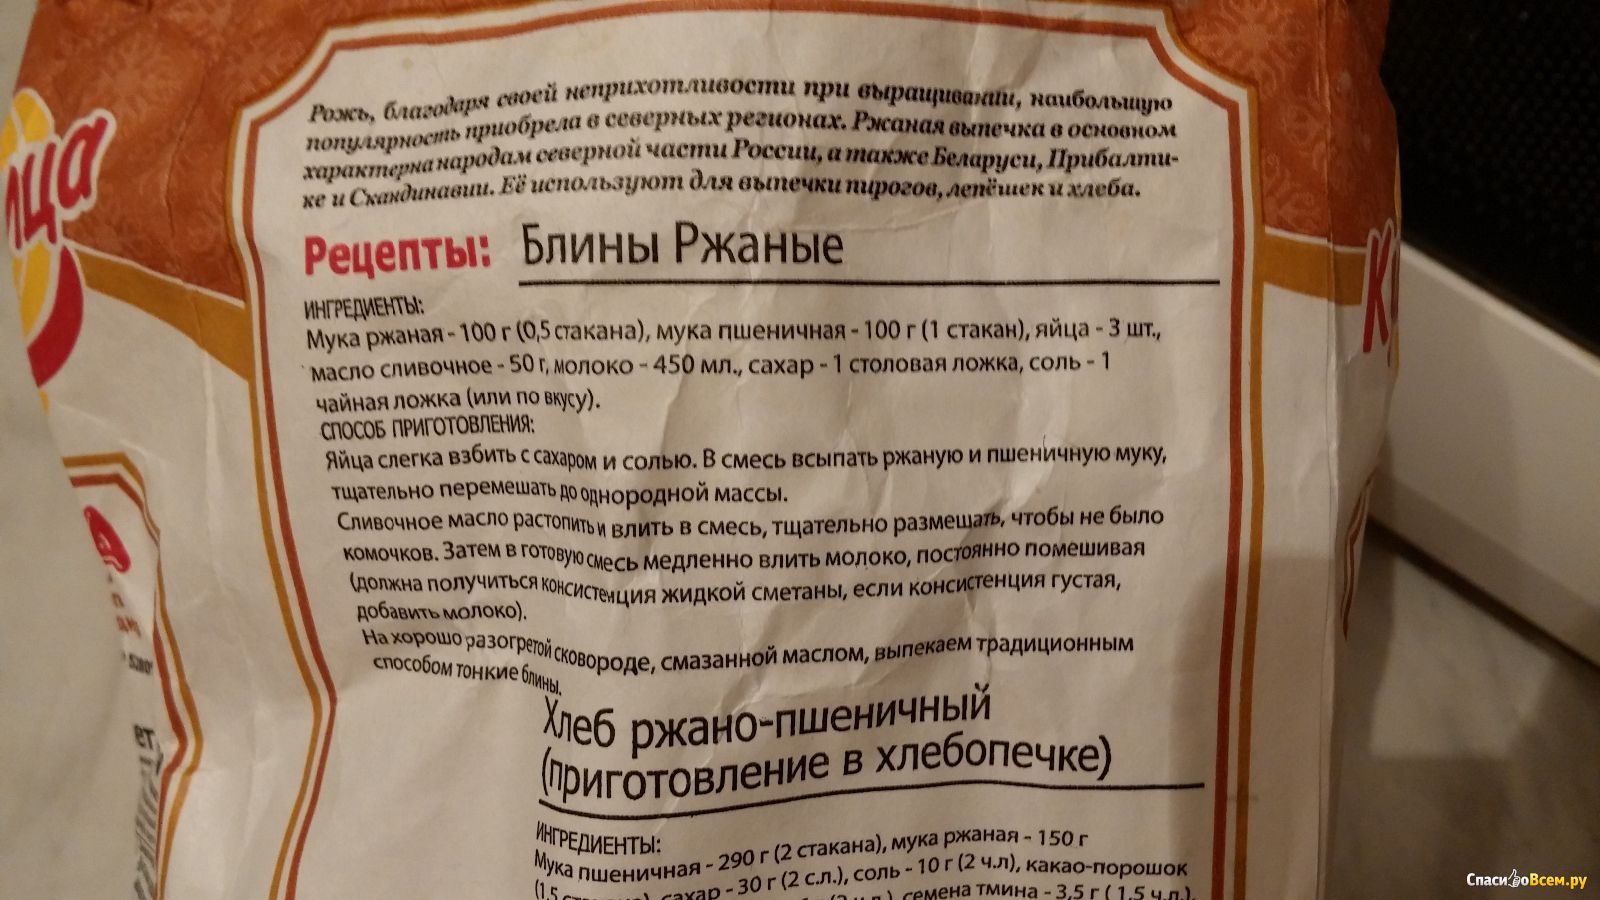 Рожь, благодаря своей неприхотливости при выращивании, наибольшую
популярность приобрела в северных регионах. Ржаная выпечка в основном
характерна народам северной части России, а также Беларуси, Прибалти-
ке и Скандинавии. Её используют для выпечки пирогов, лепёшек и хлеба.
Рецепты: Блины Ржаные
ИНГРЕДИЕНТЫ:
Мука ржаная - 100 г (0,5 стакана), мука пшеничная - 100 г (1 стакан), яйца - 3 шт.,
масло сливочное - 50 г, молоко - 450 мл., сахар - 1 столовая ложка, соль - 1
чайная ложка (или по вкусу).
СПОСОБ ПРИГОТОВЛЕНИЯ:
Яйца слегка взбить с сахаром и солью. В смесь всыпать ржаную и пшеничную муку,
тщательно перемешать до однородной массы.
Сливочное масло растопить и влить в смесь, тщательно размешать, чтобы не было
комочков. Затем в готовую смесь медленно влить молоко, постоянно помешивая
(должна получиться консистенция жидкой сметаны, если консистенция густая,
добавить молоко).
На хорошо разогретой сковороде, смазанной маслом, выпекаем традиционным
способом тонкие блины.
Хлеб ржано-пшеничный
(приготовление в хлебопечке)
ИНГРЕДИЕНТЫ:
Мука пшеничная - 290 г (2 стакана), мука ржаная - 150 г
(1,5 сахар - 30 г (2 с.л.), соль - 10 г (2 ч.л), какао-порошок
семена тмина - 3,5 г ( 1,5 ч.л.),
ица
ет
СпасибоВсем.ру